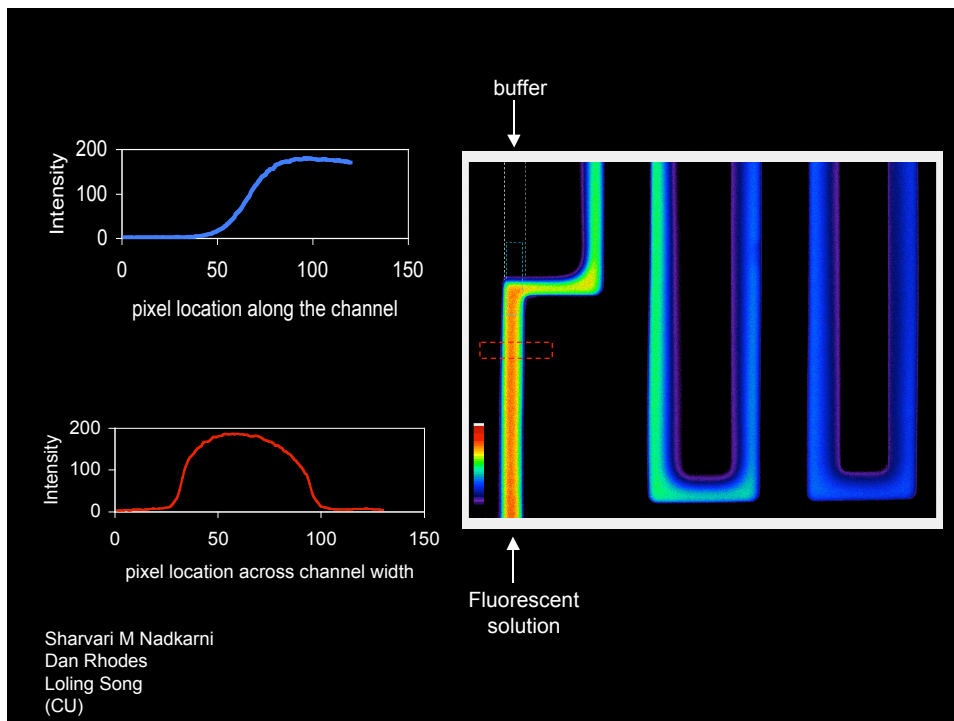 buffer
200
100
0
Intensity
0
50
100
150
pixel location along the channel
200
100
0
Intensity
0
50
100
150
pixel location across channel width
Fluorescent
solution
Sharvari M Nadkarni
Dan Rhodes
Loling Song
(CU)